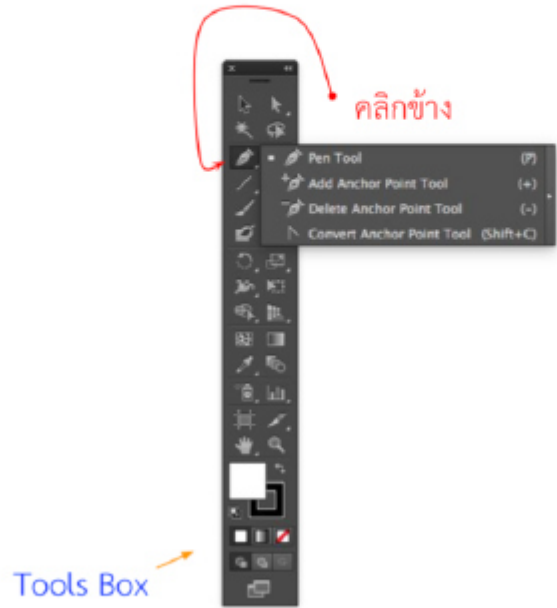 คลิกข้าง
Pen Tool (P)
Add Anchor Point Tool (+)
Delete Anchor Point Tool (-)
Convert Anchor Point Tool (Shift+C)
Tools Box